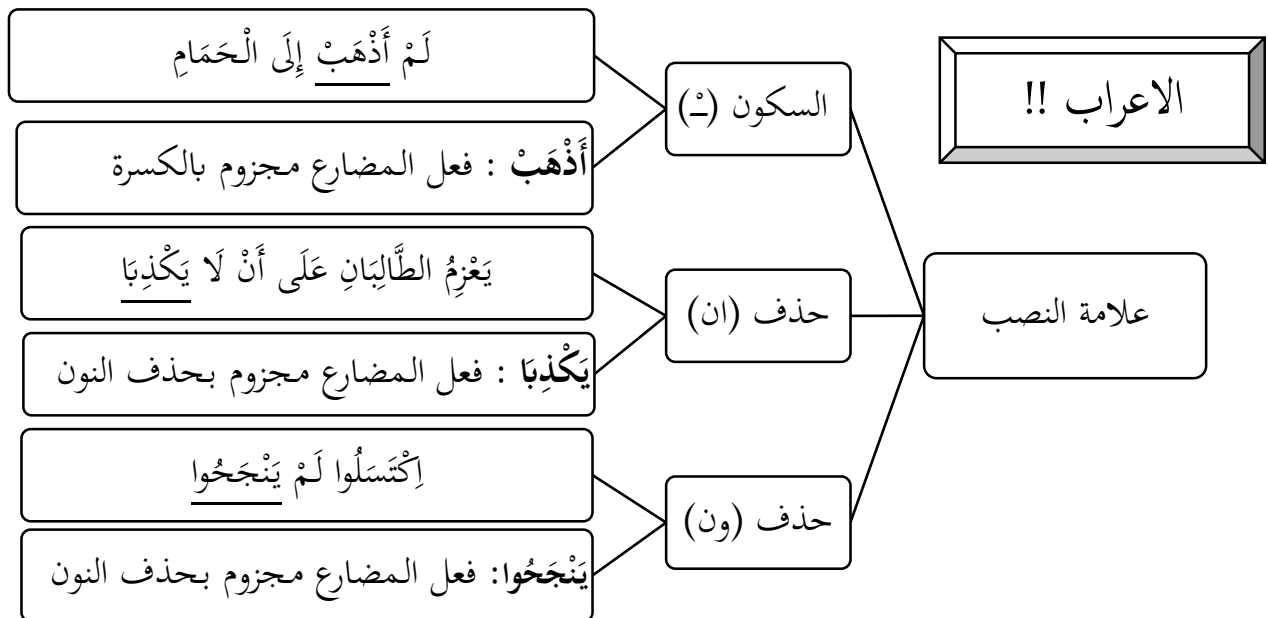 الاعراب !!
علامة النصب
السكون (ـْ)
لَمْ أَذْهَبْ إِلَى الْحَمَامِ
أَذْهَبْ : فعل المضارع مجزوم بالكسرة
حذف (ان)
يَعْزِمُ الطَّالِبَانِ عَلَى أَنْ لَا يَكْذِبَا
يَكْذِبَا : فعل المضارع مجزوم بحذف النون
حذف (ون)
اِكْتَسَلُوا لَمْ يَنْجَحُوا
يَنْجَحُوا: فعل المضارع مجزوم بحذف النون